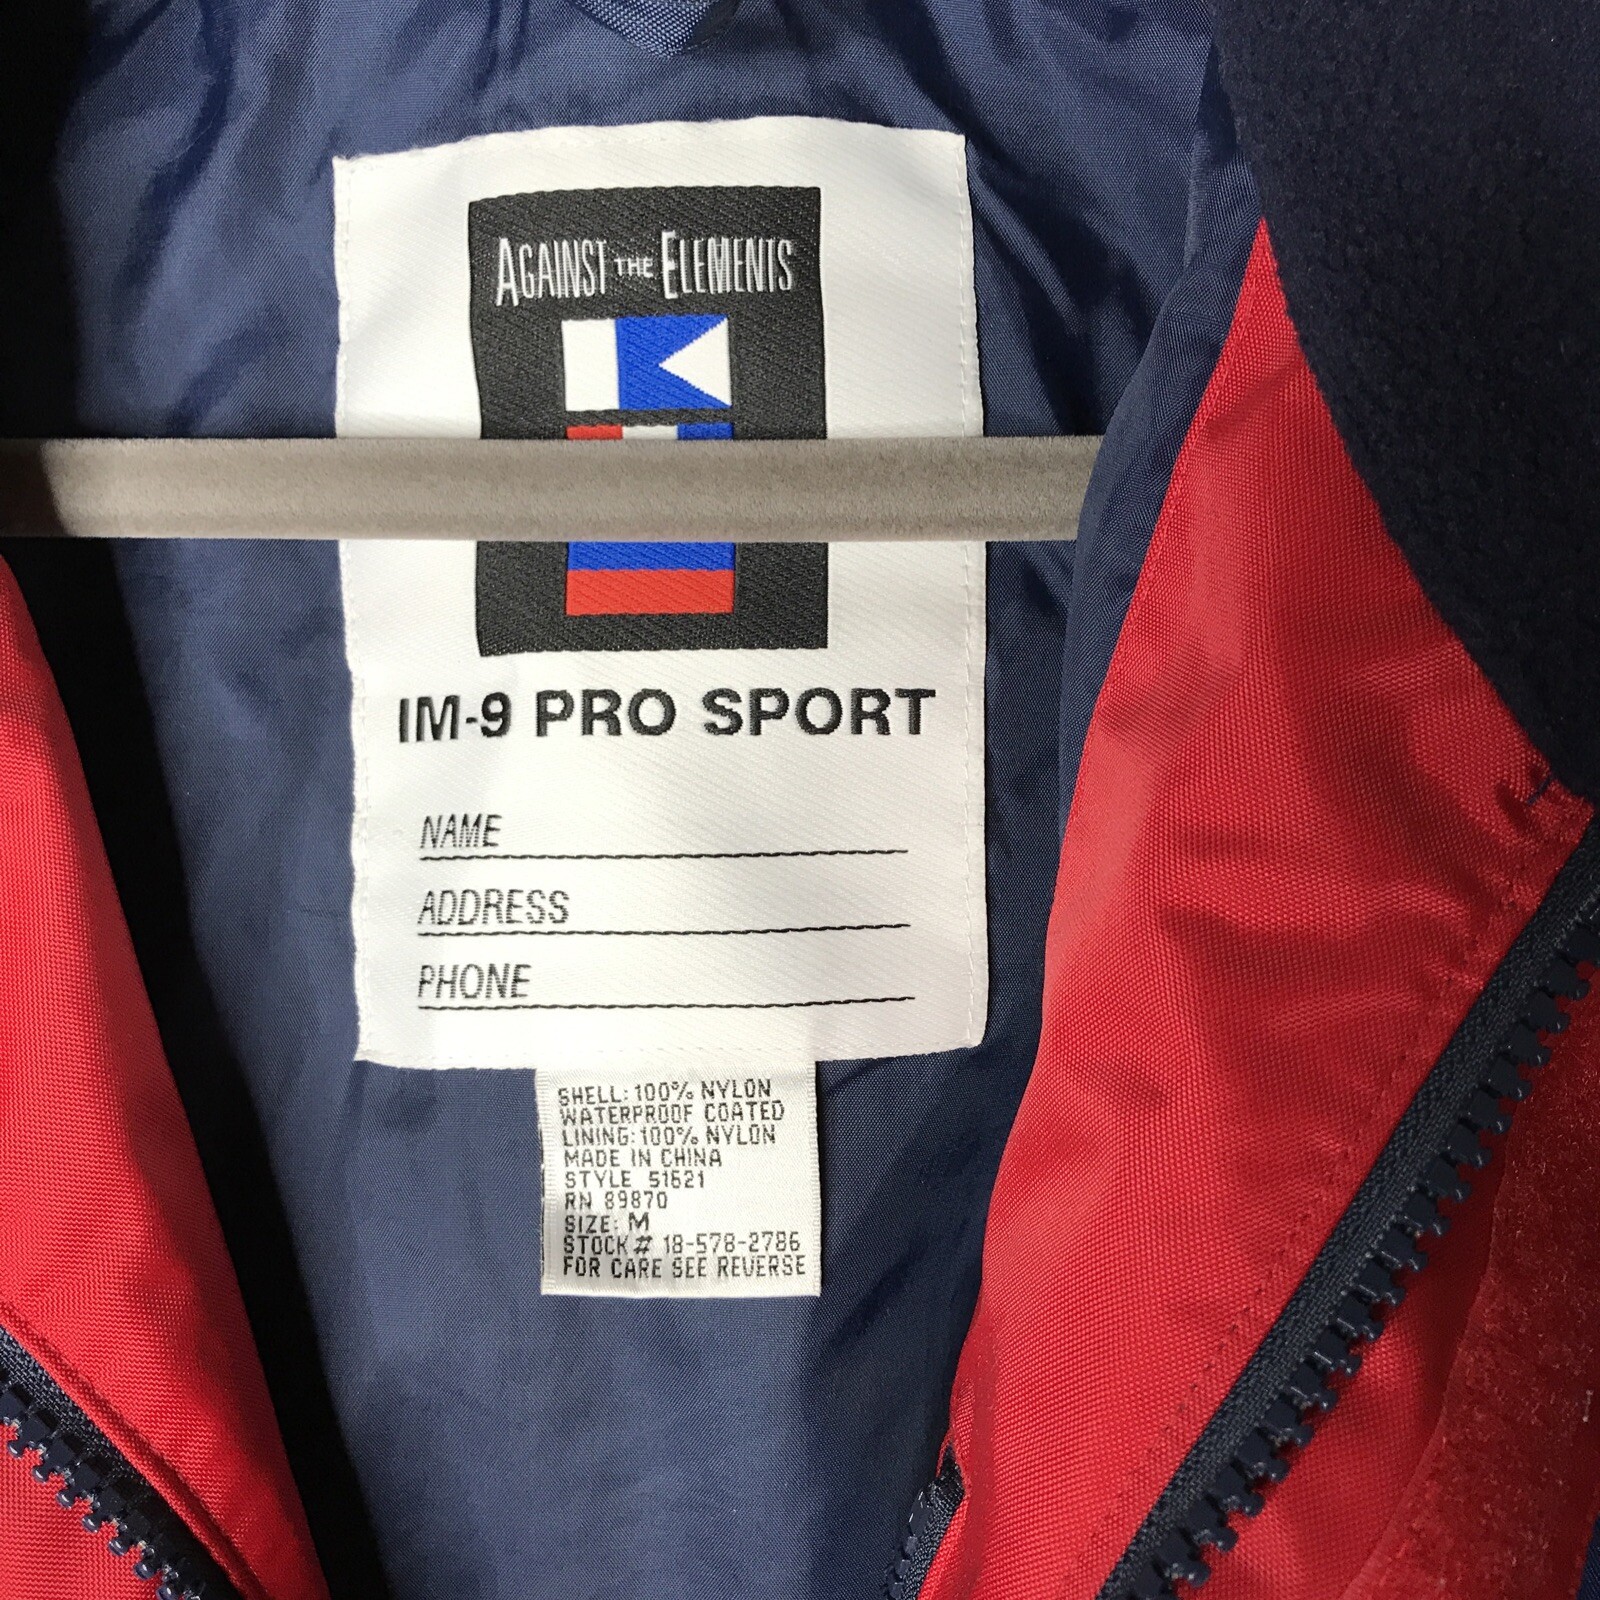 AGAINST THE ELEMENTS
IM-9 PRO SPORT
NAME
ADDRESS
PHONE
SHELL: 100% NYLON
WATERPROOF COATED
LINING: 100% NYLON
MADE IN CHINA
STYLE 51621
RN 89870
SIZE: M
STOCK# 18-578-2786
FOR CARE SEE REVERSE